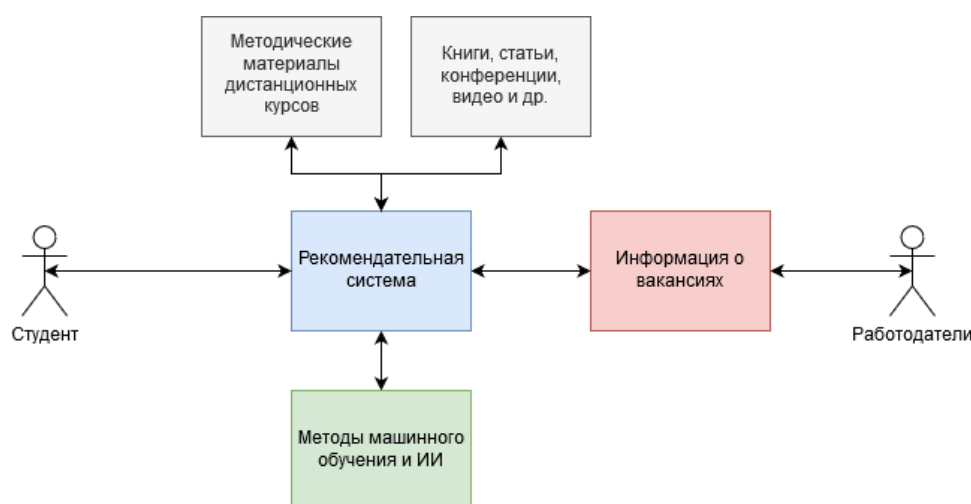 Методические
материалы
дистанционных
курсов
Книги, статьи,
конференции,
видео и др.
Рекомендательная
система
Информация о
вакансиях
Студент
Работодатели
Методы машинного
обучения и ИИ